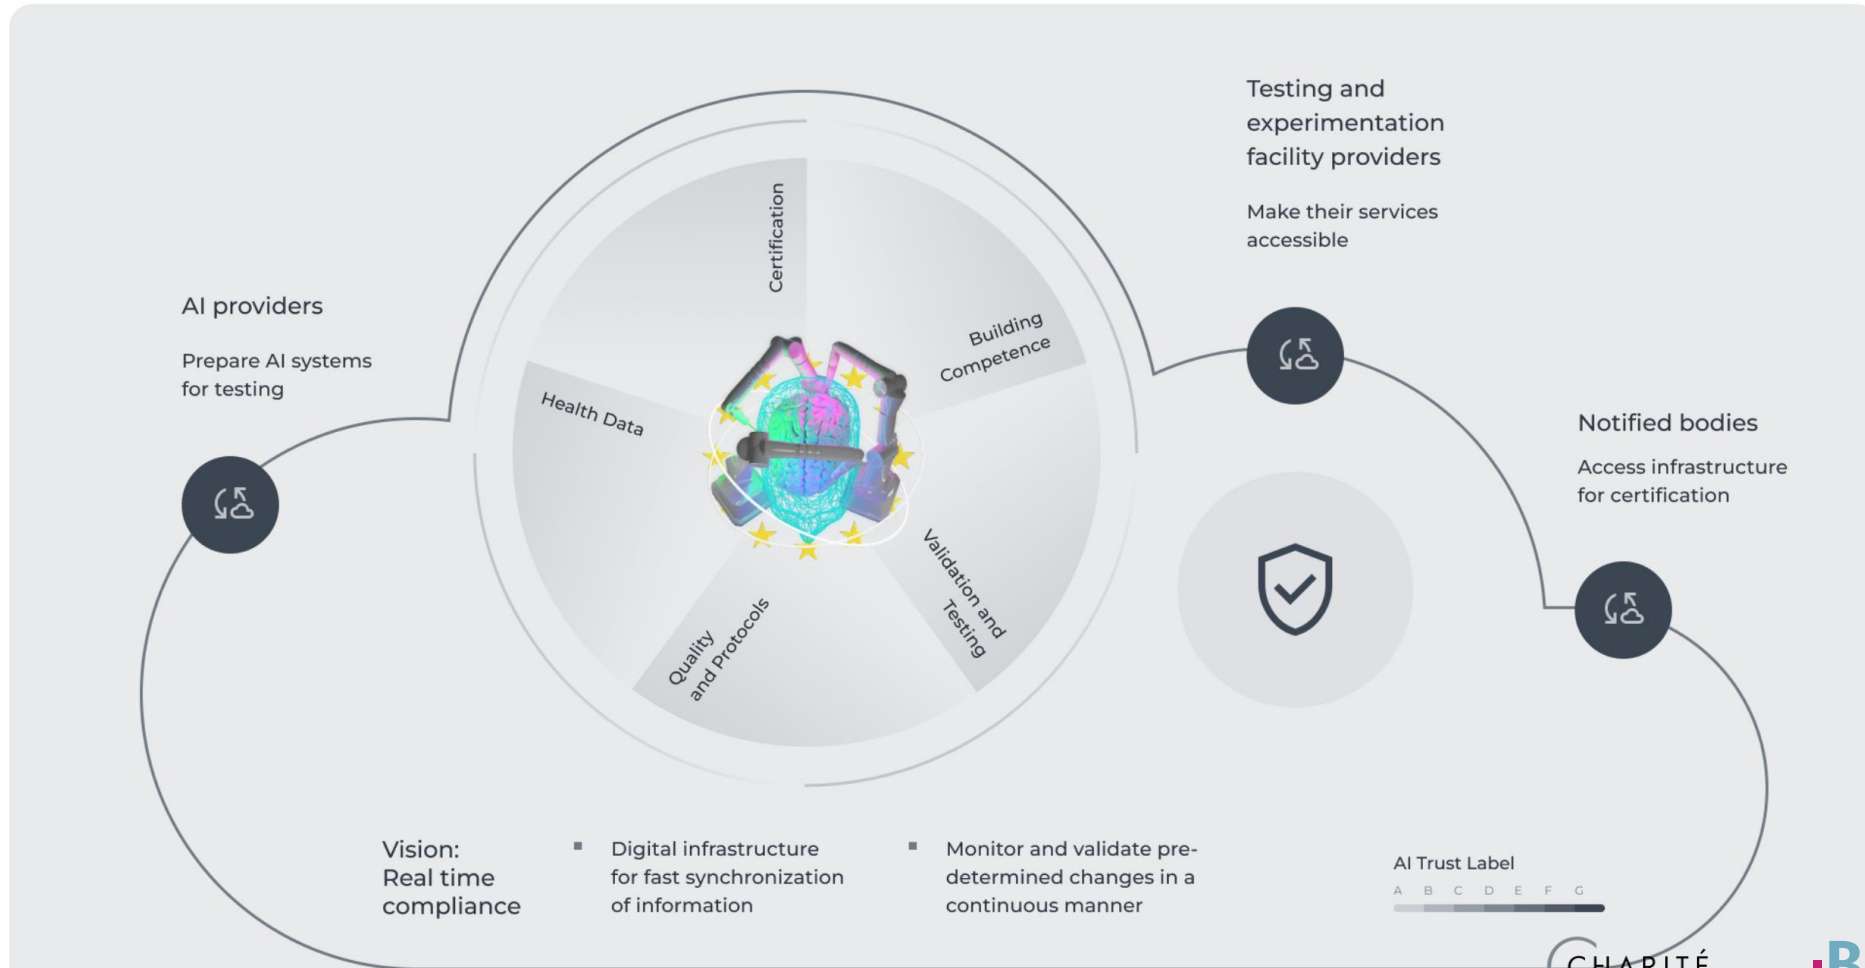 Testing and
experimentation
facility providers
Make their services
accessible
AI providers
Prepare AI systems
for testing
Notified bodies
Access infrastructure
for certification
Certification
Building
Competence
Health Data
Validation and
Testing
Quality
and Protocols
Vision:
Real time
compliance
▪ Digital infrastructure
for fast synchronization
of information
▪ Monitor and validate pre-
determined changes in a
continuous manner
AI Trust Label
A B C D E F G
CHARITÉ
B